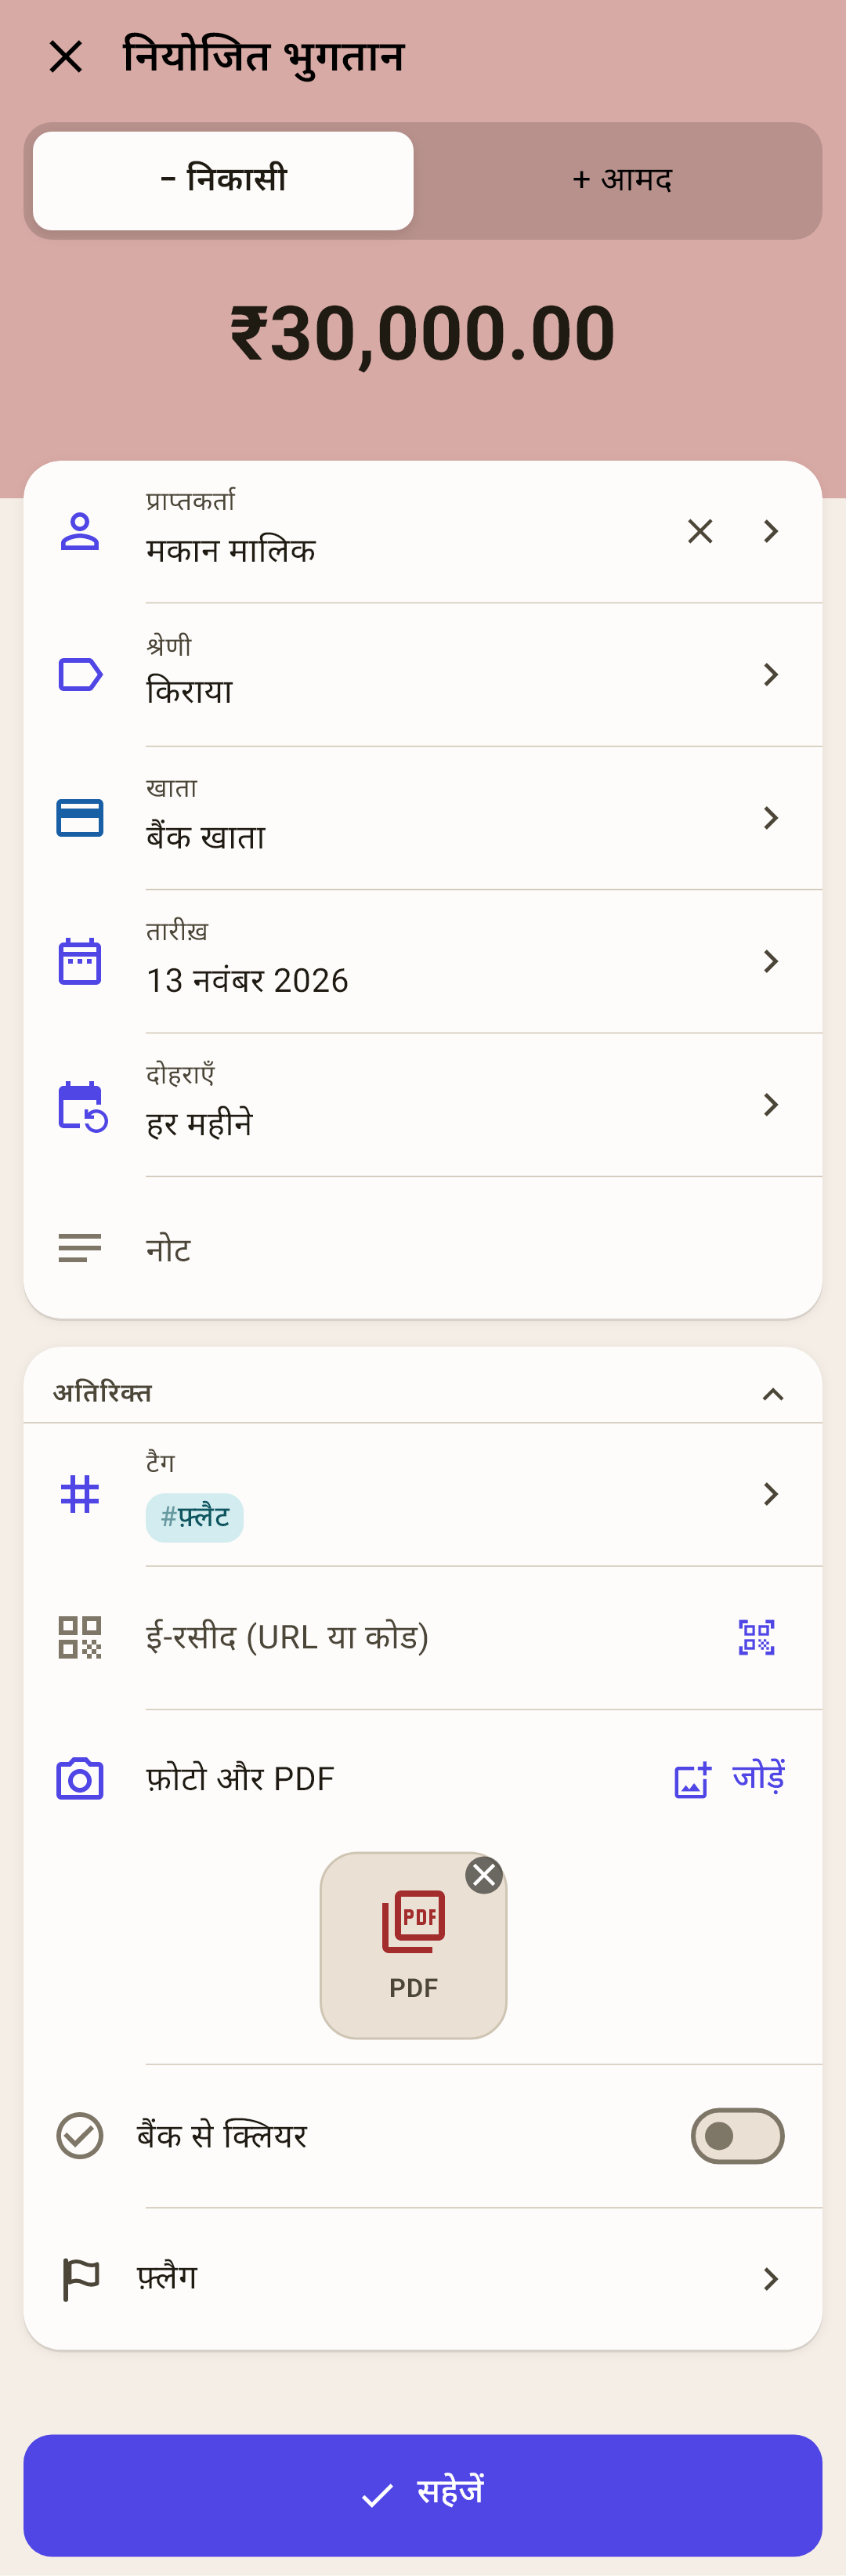 नियोजित भुगतान
− निकासी
+ आमद
₹30,000.00
प्राप्तकर्ता
मकान मालिक
श्रेणी
किराया
खाता
बैंक खाता
तारीख़
13 नवंबर 2026
दोहराएँ
हर महीने
नोट
अतिरिक्त
टैग
#फ़्लैट
ई-रसीद (URL या कोड)
फ़ोटो और PDF
जोड़ें
PDF
PDF
बैंक से क्लियर
फ़्लैग
सहेजें